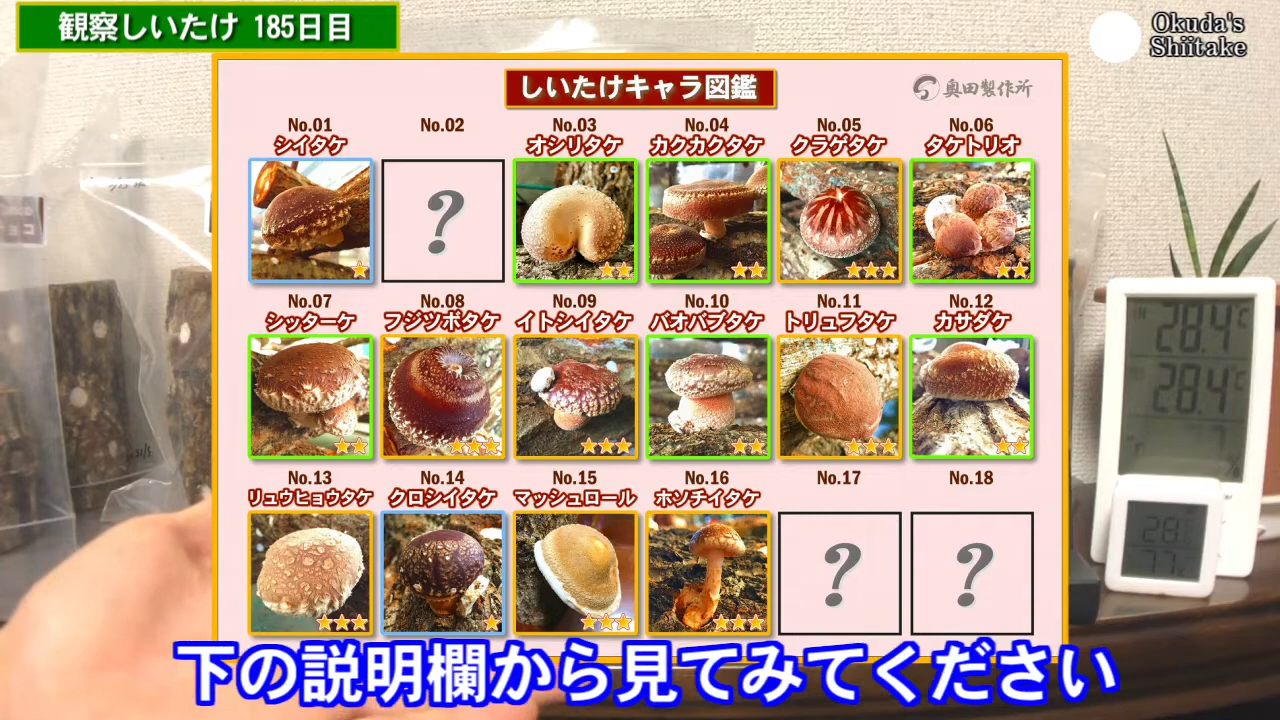 観察しいたけ 185日目
Okuda's
Shiitake
しいたけキャラ図鑑
奥田製作所
No.01
シイタケ
No.02
?
No.03
オシリタケ
No.04
カクカクタケ
No.05
クラゲタケ
No.06
タケトリオ
No.07
シッターケ
No.08
フジツボタケ
No.09
イトシイタケ
No.10
バオバブタケ
No.11
トリュフタケ
No.12
カサダケ
No.13
リュウヒョウタケ
No.14
クロシイタケ
No.15
マッシュロール
No.16
ホソチイタケ
No.17
?
No.18
?
28.4℃
28.4℃
下の説明欄から見てみてください